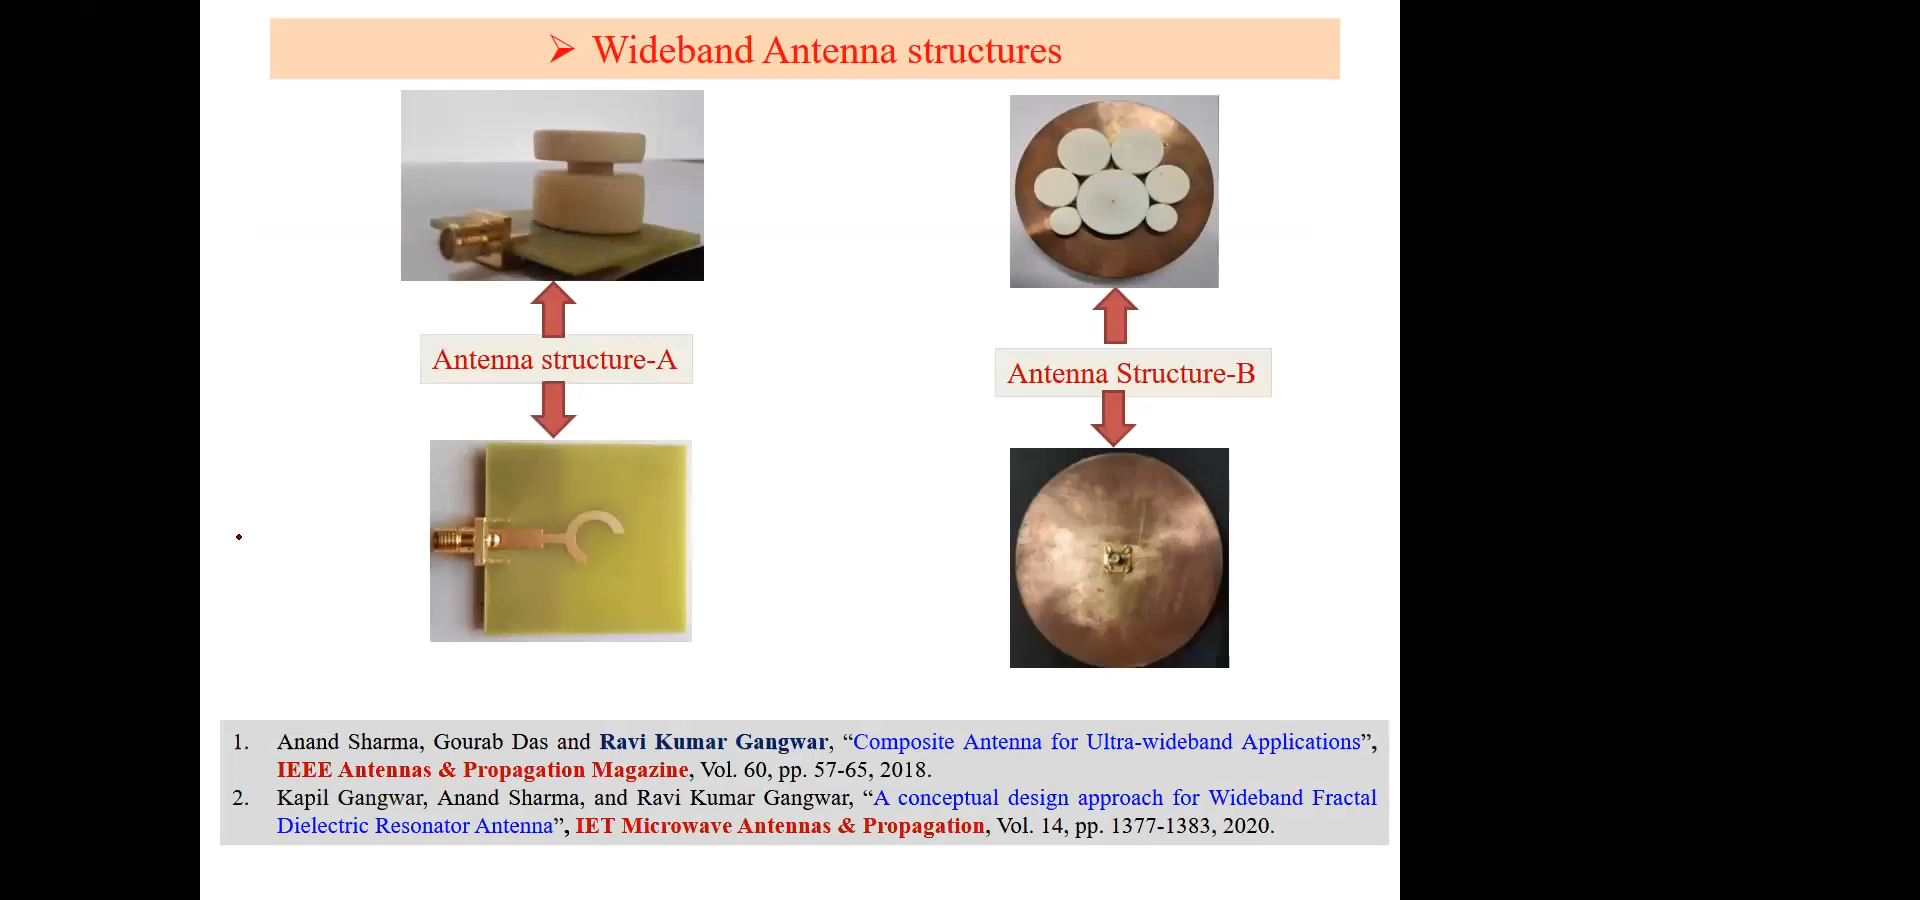 ➢ Wideband Antenna structures
Antenna structure-A
Antenna Structure-B
1. Anand Sharma, Gourab Das and Ravi Kumar Gangwar, “Composite Antenna for Ultra-wideband Applications”,
IEEE Antennas & Propagation Magazine, Vol. 60, pp. 57-65, 2018.
2. Kapil Gangwar, Anand Sharma, and Ravi Kumar Gangwar, “A conceptual design approach for Wideband Fractal
Dielectric Resonator Antenna”, IET Microwave Antennas & Propagation, Vol. 14, pp. 1377-1383, 2020.